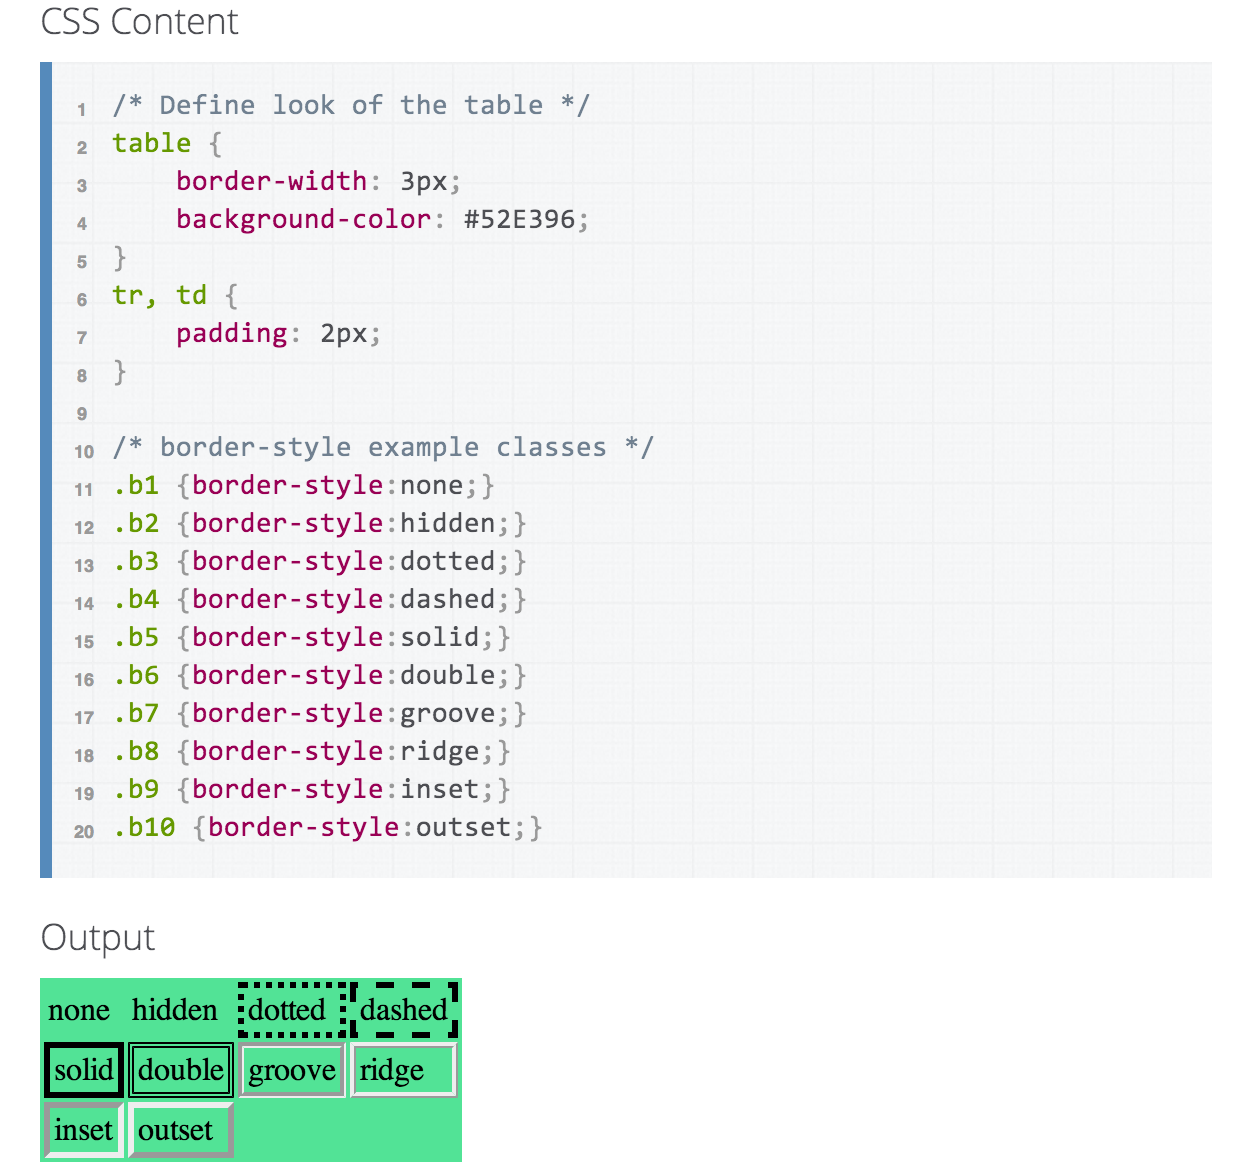 CSS Content
1 /* Define look of the table */
2 table {
3     border-width: 3px;
4     background-color: #52E396;
5 }
6 tr, td {
7     padding: 2px;
8 }
9
10 /* border-style example classes */
11 .b1 {border-style:none;}
12 .b2 {border-style:hidden;}
13 .b3 {border-style:dotted;}
14 .b4 {border-style:dashed;}
15 .b5 {border-style:solid;}
16 .b6 {border-style:double;}
17 .b7 {border-style:groove;}
18 .b8 {border-style:ridge;}
19 .b9 {border-style:inset;}
20 .b10 {border-style:outset;}
Output
none hidden dotted dashed
solid double groove ridge
inset outset